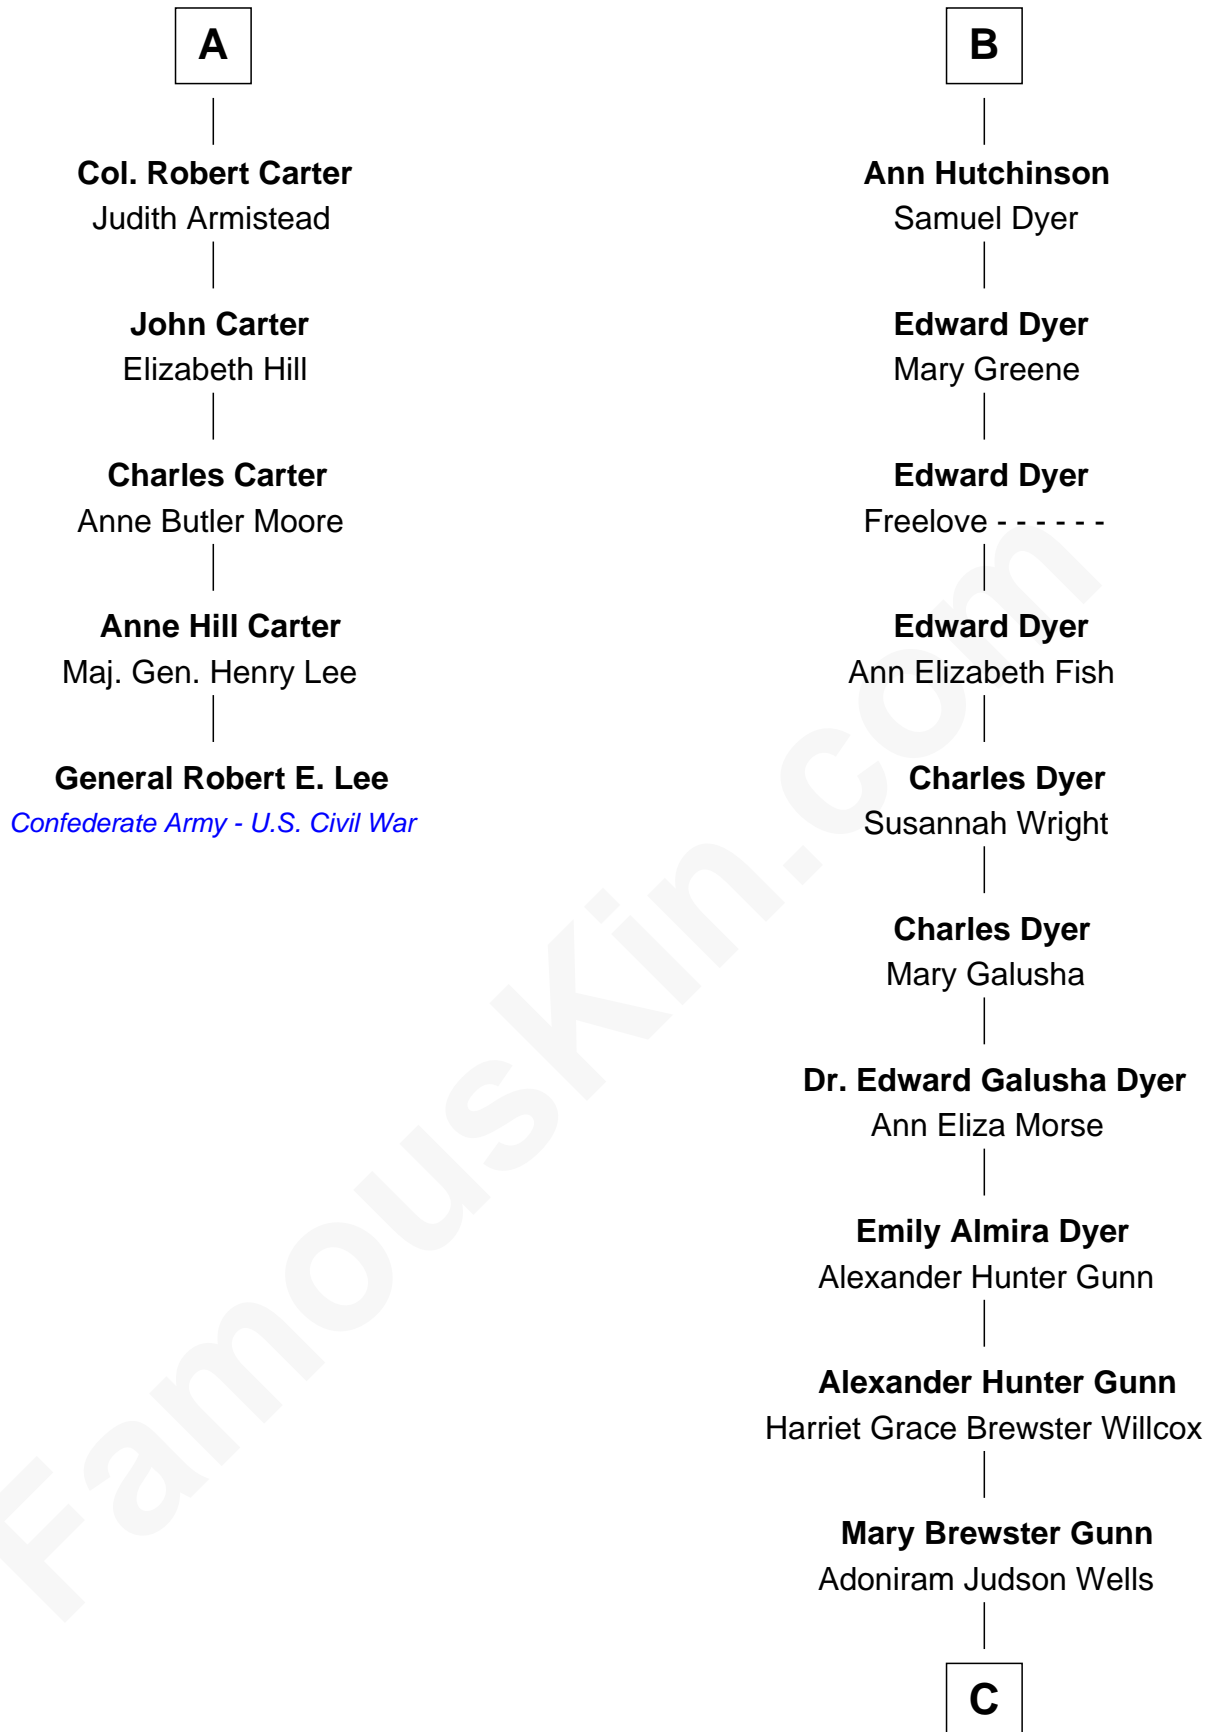 A
Col. Robert Carter
Judith Armistead
John Carter
Elizabeth Hill
Charles Carter
Anne Butler Moore
Anne Hill Carter
Maj. Gen. Henry Lee
General Robert E. Lee
Confederate Army - U.S. Civil War
B
Ann Hutchinson
Samuel Dyer
Edward Dyer
Mary Greene
Edward Dyer
Freelove - - - - - -
Edward Dyer
Ann Elizabeth Fish
Charles Dyer
Susannah Wright
Charles Dyer
Mary Galusha
Dr. Edward Galusha Dyer
Ann Eliza Morse
Emily Almira Dyer
Alexander Hunter Gunn
Alexander Hunter Gunn
Harriet Grace Brewster Willcox
Mary Brewster Gunn
Adoniram Judson Wells
C
FamousKin.com